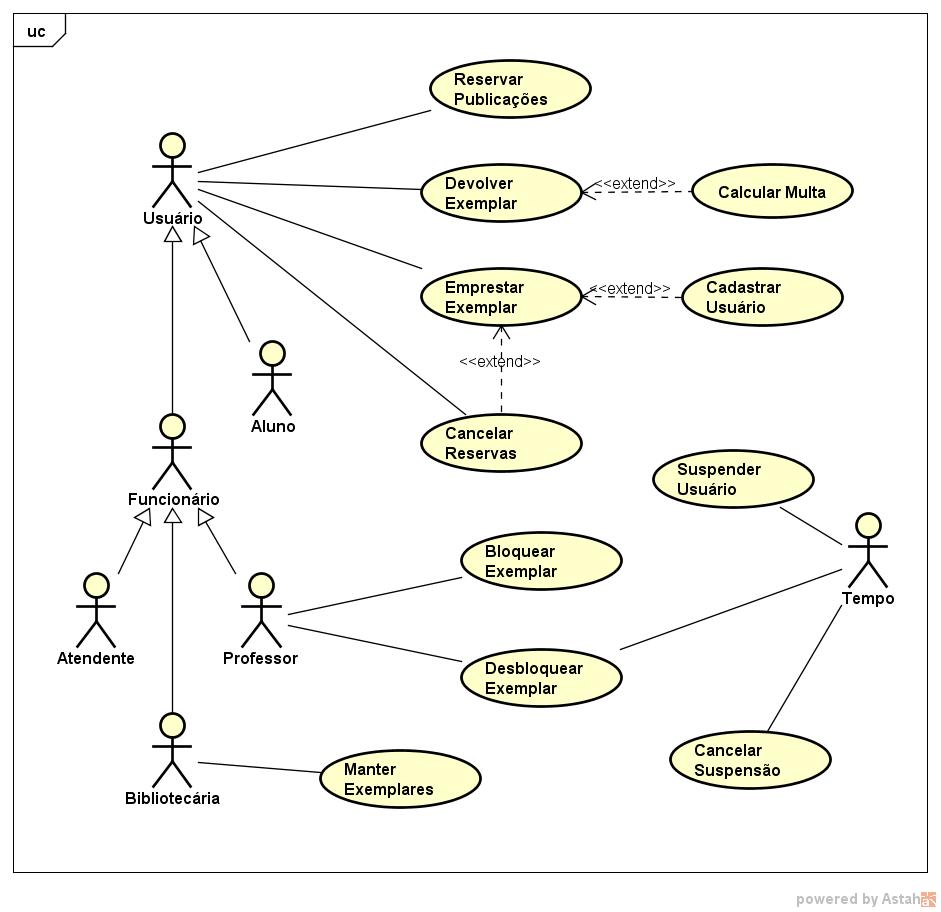 uc
Reservar
Publicações
Usuário
Devolver
Exemplar
<<extend>>
Calcular Multa
Emprestar
Exemplar
<<extend>>
Cadastrar
Usuário
<<extend>>
Aluno
Cancelar
Reservas
Funcionário
Suspender
Usuário
Bloquear
Exemplar
Tempo
Atendente
Professor
Desbloquear
Exemplar
Cancelar
Suspensão
Bibliotecária
Manter
Exemplares
powered by Astah